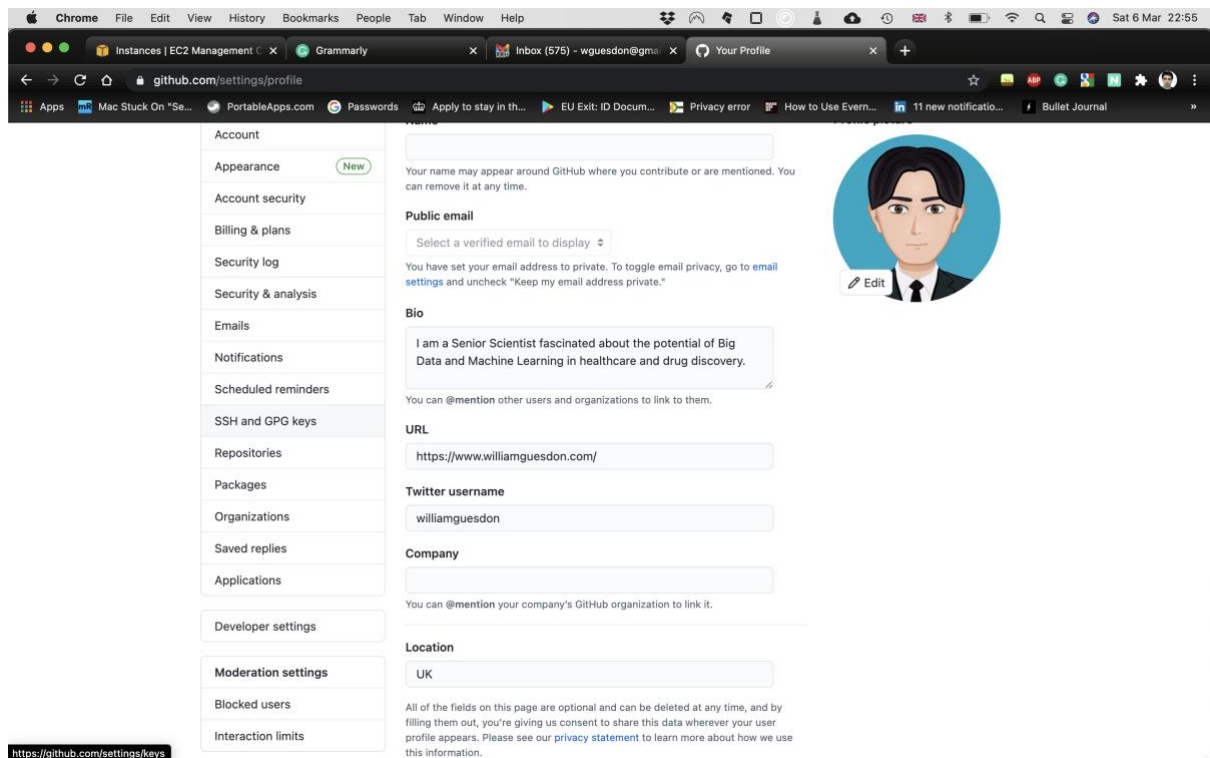 Chrome File Edit View History Bookmarks People Tab Window Help Sat 6 Mar 22:55
Instances | EC2 Management C Grammarly Inbox (575) - wguesdon@gmai Your Profile
github.com/settings/profile
Apps Mac Stuck On "Se... PortableApps.com Passwords Apply to stay in th... EU Exit: ID Docum... Privacy error How to Use Evern... 11 new notificatio... Bullet Journal »
Account
Appearance New
Account security
Billing & plans
Security log
Security & analysis
Emails
Notifications
Scheduled reminders
SSH and GPG keys
Repositories
Packages
Organizations
Saved replies
Applications
Developer settings
Moderation settings
Blocked users
Interaction limits
Name
Your name may appear around GitHub where you contribute or are mentioned. You
can remove it at any time.
Public email
Select a verified email to display
You have set your email address to private. To toggle email privacy, go to email
settings and uncheck "Keep my email address private."
Bio
I am a Senior Scientist fascinated about the potential of Big
Data and Machine Learning in healthcare and drug discovery.
You can @mention other users and organizations to link to them.
URL
https://www.williamguesdon.com/
Twitter username
williamguesdon
Company
You can @mention your company's GitHub organization to link it.
Location
UK
All of the fields on this page are optional and can be deleted at any time, and by
filling them out, you're giving us consent to share this data wherever your user
profile appears. Please see our privacy statement to learn more about how we use
this information.
Profile picture
Edit
https://github.com/settings/keys